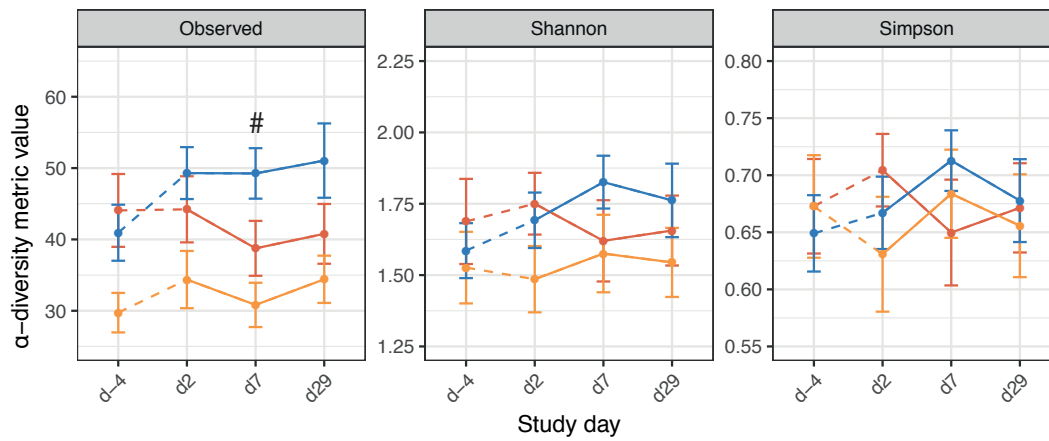 Observed
Shannon
Simpson
α−diversity metric value
60
50
40
30
#
2.25
2.00
1.75
1.50
1.25
0.80
0.75
0.70
0.65
0.60
0.55
d−4
d2
d7
d29
d−4
d2
d7
d29
d−4
d2
d7
d29
Study day